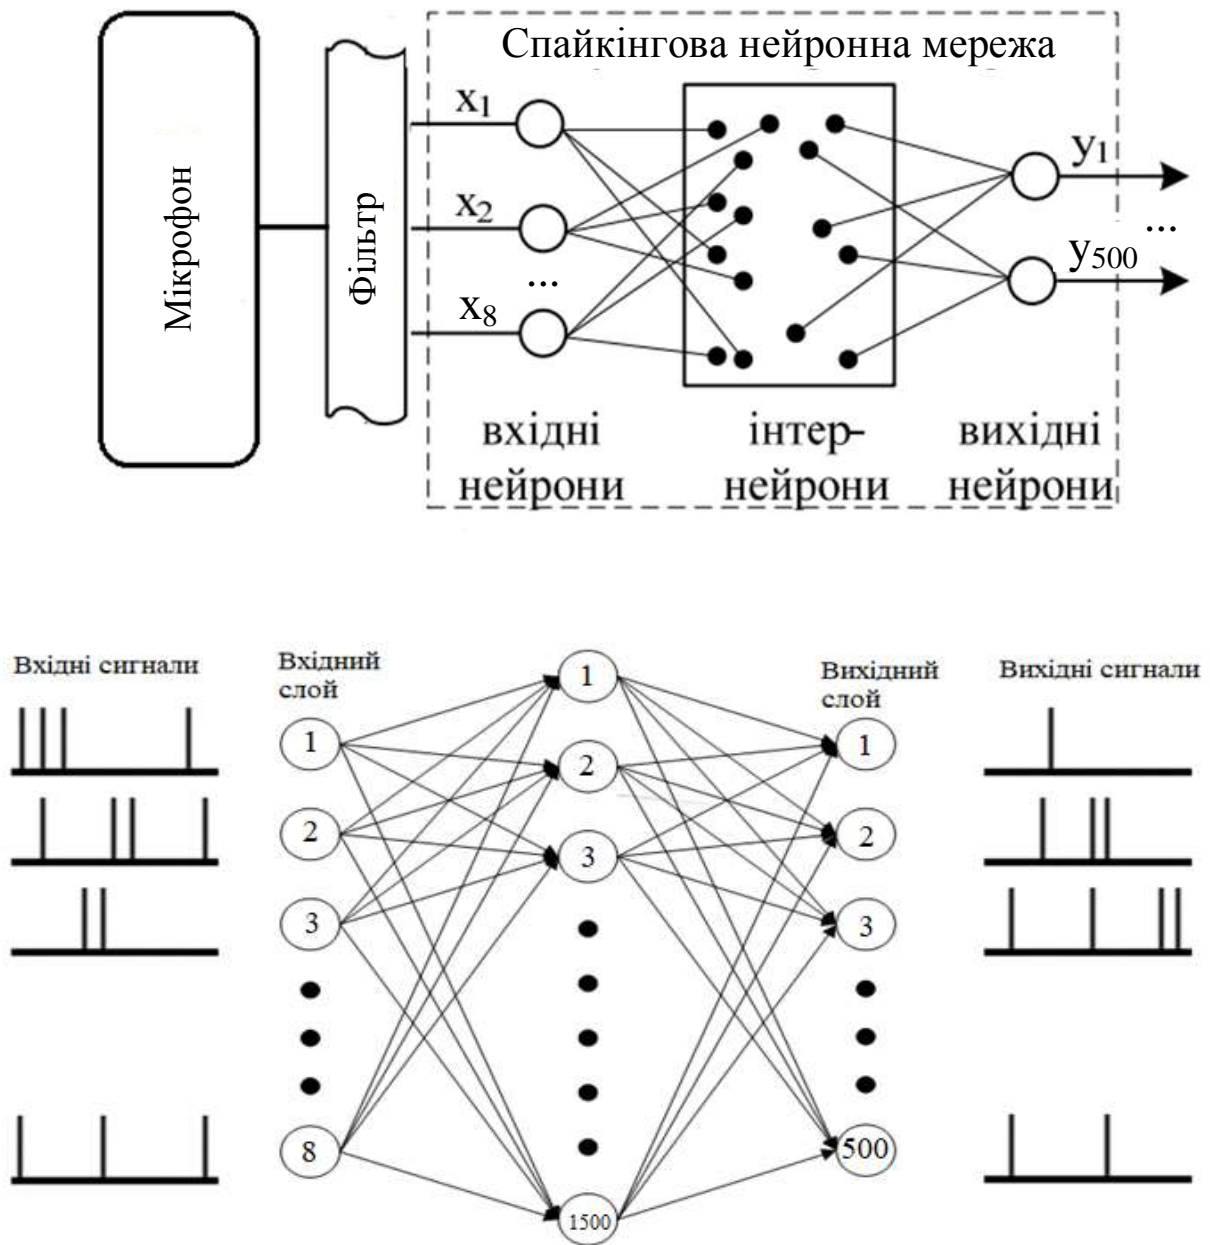 Спайкінгова нейронна мережа
Мікрофон
Фільтр
x1
x2
...
x8
y1
...
y500
вхідні
нейрони
інтер-
нейрони
вихідні
нейрони
Вхідні сигнали
Вхідний
слой
Вихідний
слой
Вихідні сигнали
1
2
3
8
1
2
3
1500
1
2
3
500